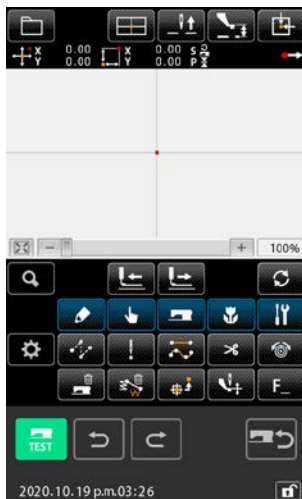 X 0.00 X 0.00 S
Y 0.00 Y 0.00 P
100%
F_
TEST
2020.10.19 p.m.03:26